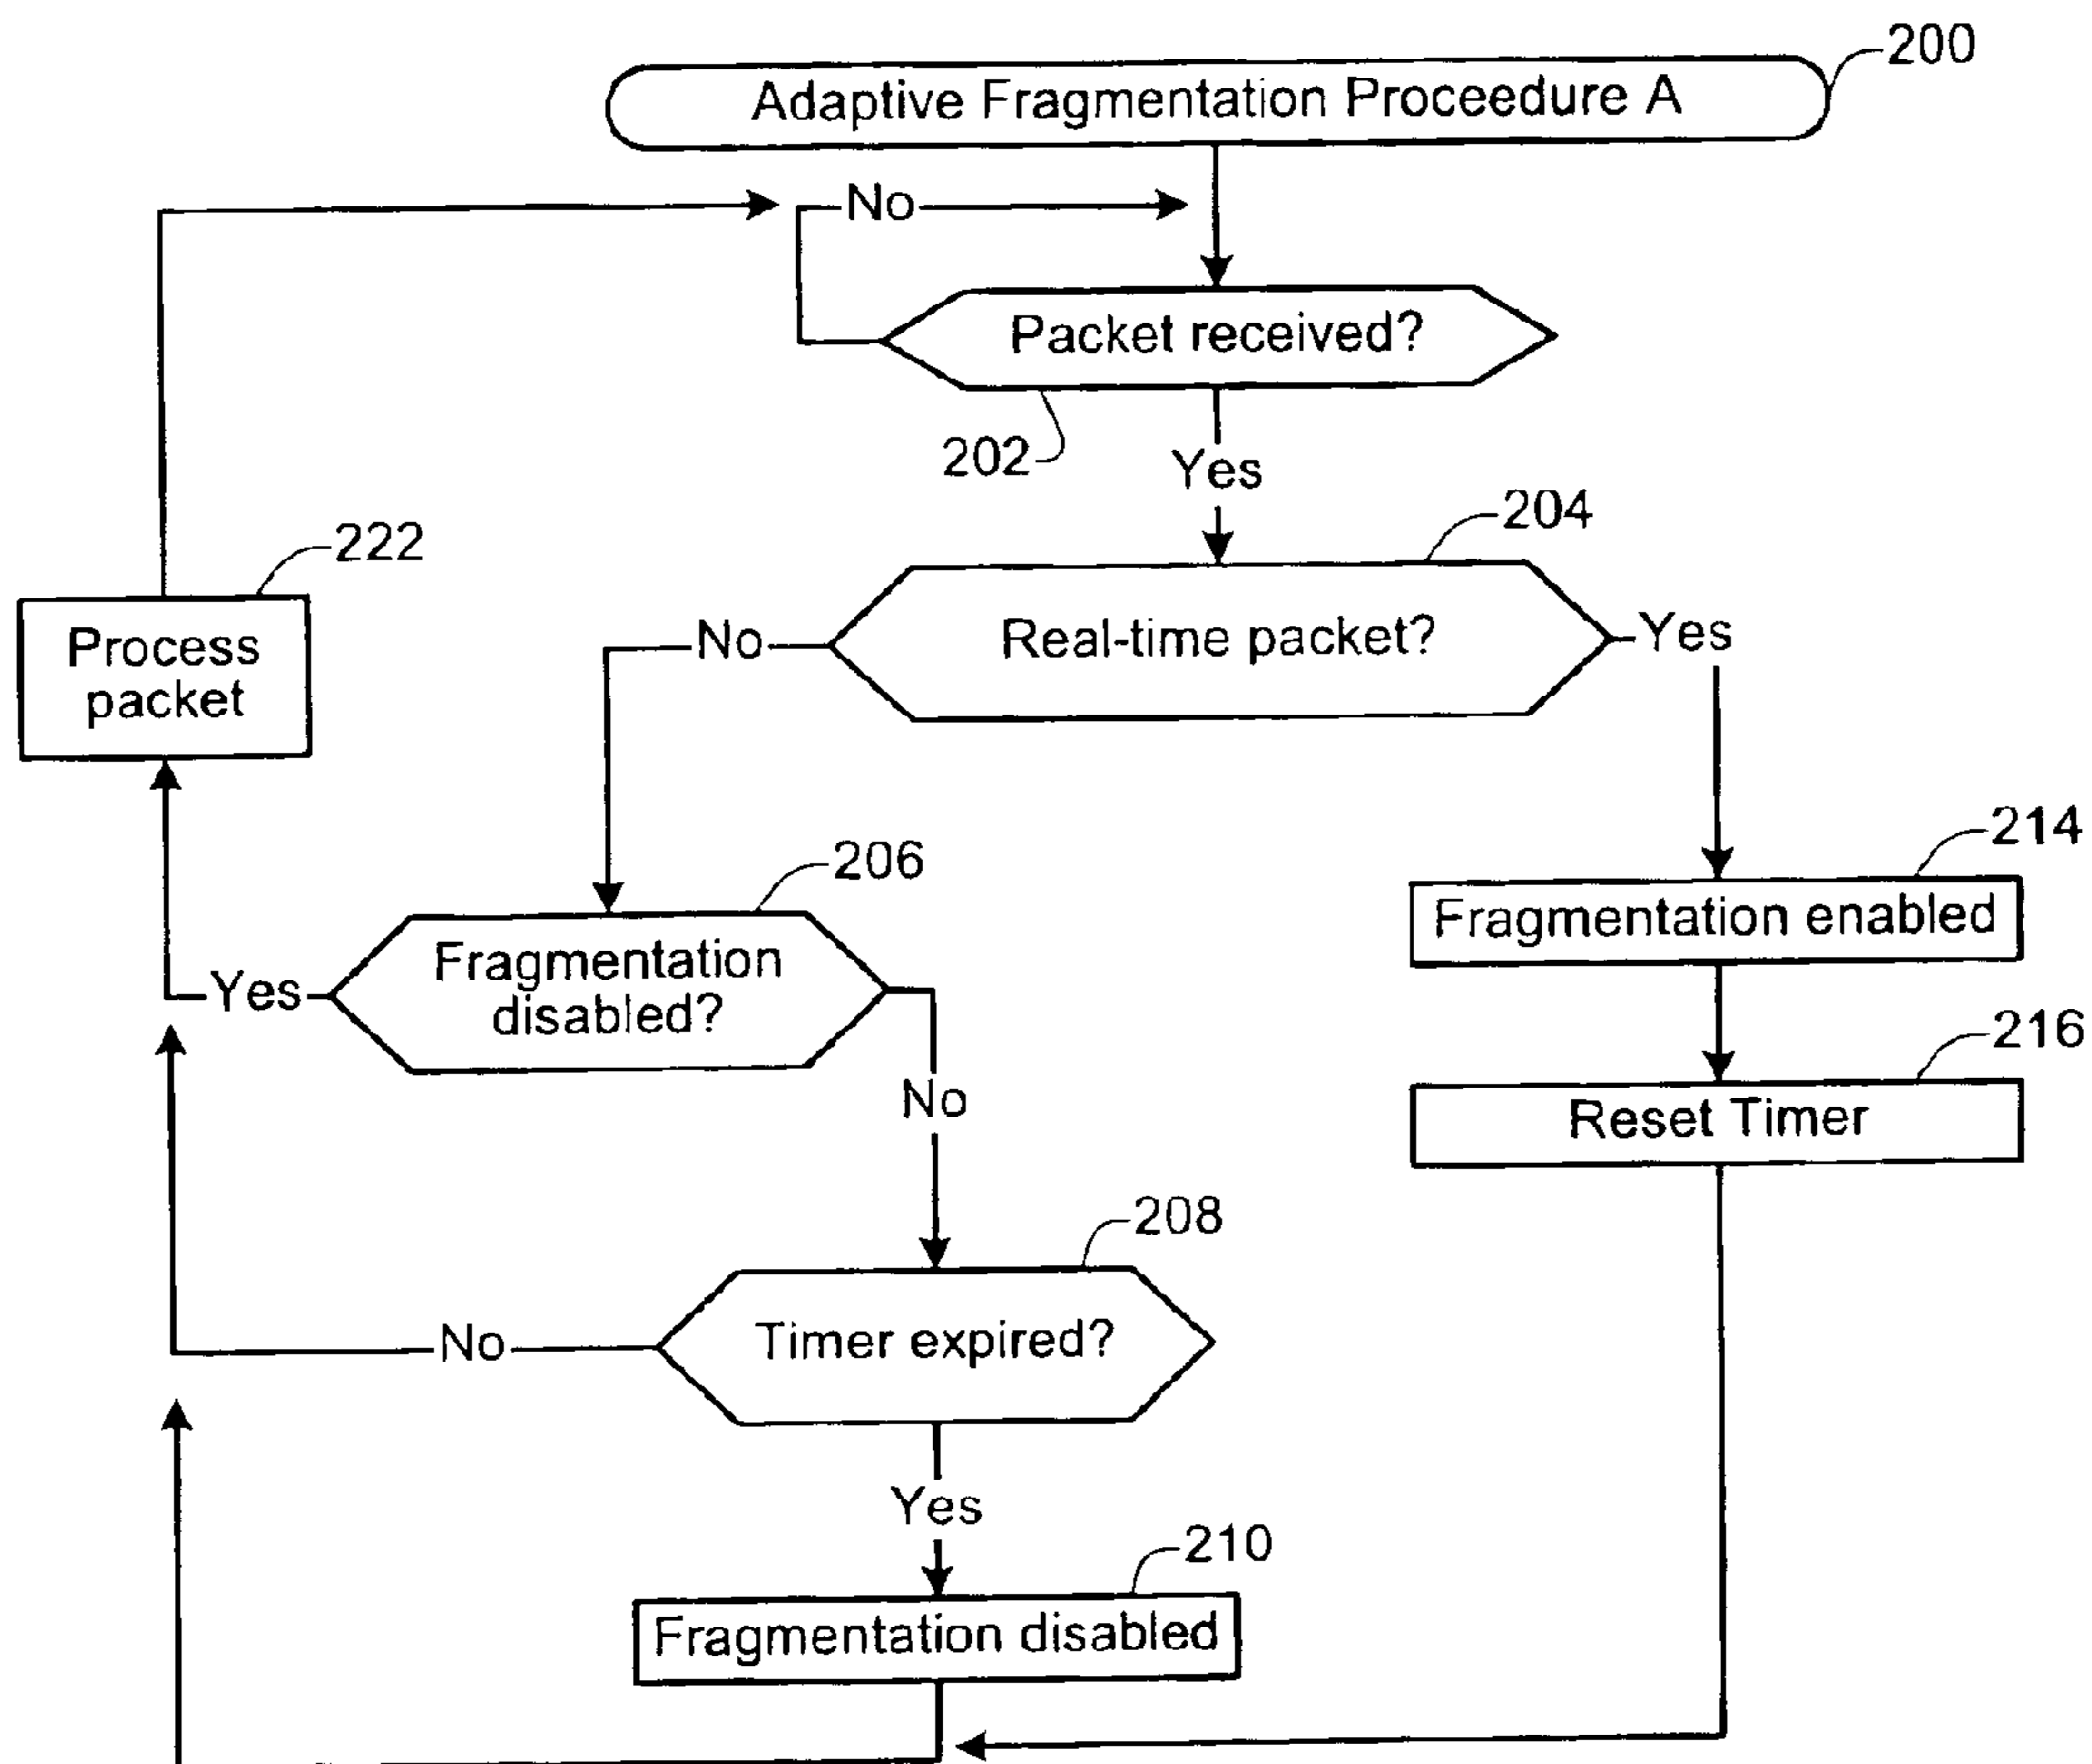 200
Adaptive Fragmentation Proceedure A
No
Packet received?
202
Yes
204
222
Process
packet
No
Real-time packet?
Yes
214
206
Fragmentation enabled
Fragmentation
disabled?
Yes
216
No
Reset Timer
208
Timer expired?
No
Yes
210
Fragmentation disabled